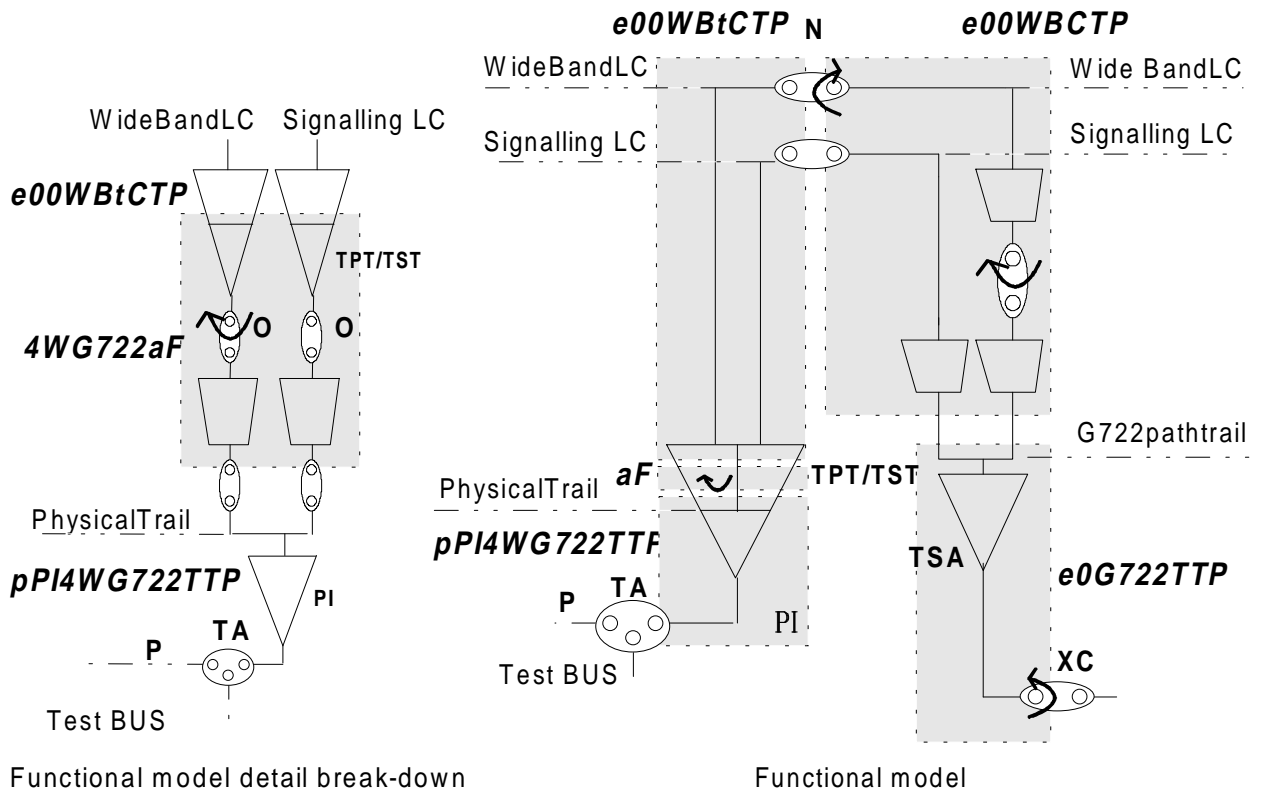 e00WBtCTP N e00WBCTP
WideBandLC Wide BandLC
WideBandLC Signalling LC
Signalling LC Signalling LC
e00WBtCTP
TPT/TST
O O
4WG722aF
G722pathtrail
aF TPT/TST
PhysicalTrail
PhysicalTrail
pPI4WG722TTP
pPI4WG722TTP
TSA
e0G722TTP
PI
P TA
P TA
PI
XC
Test BUS
Test BUS
Functional model detail break-down Functional model